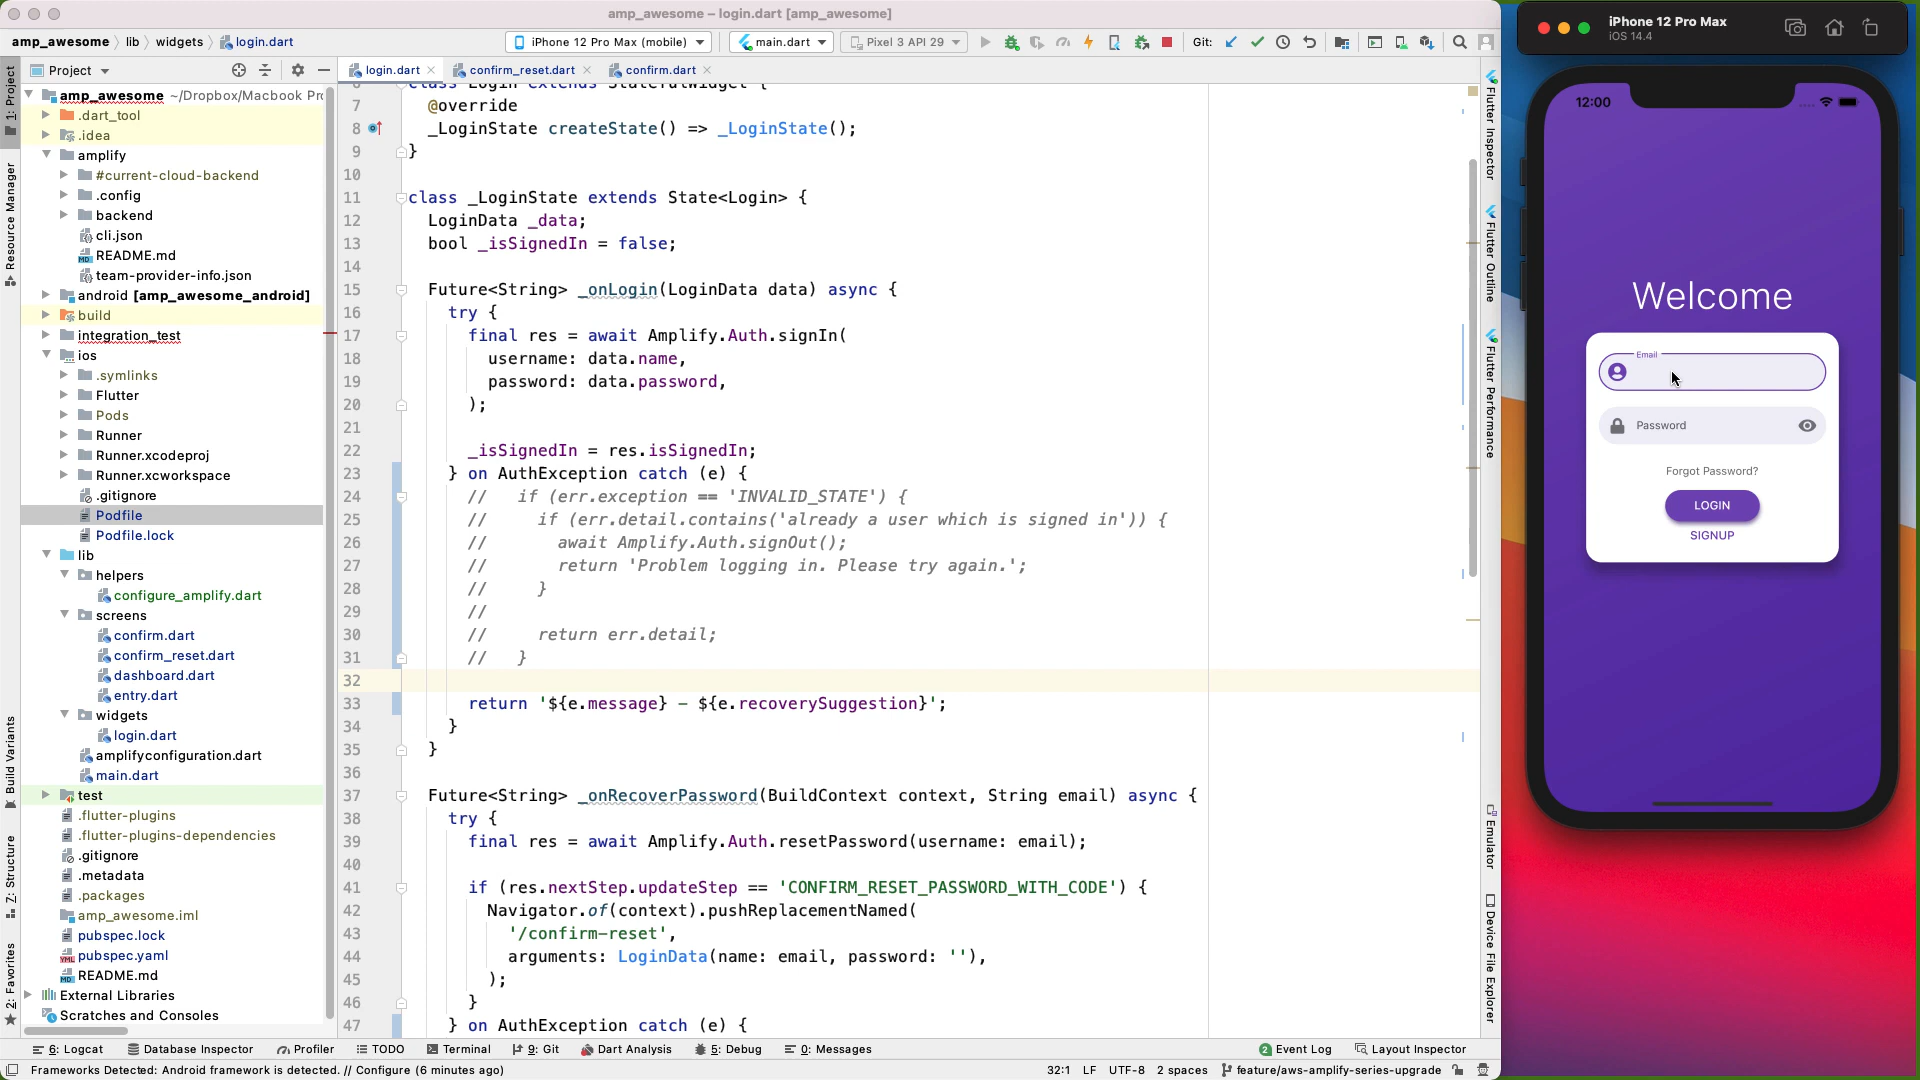 amp_awesome – login.dart [amp_awesome]
amp_awesome
lib
widgets
login.dart
iPhone 12 Pro Max (mobile)
main.dart
Pixel 3 API 29
Git:
Project
login.dart
confirm_reset.dart
confirm.dart
1: Project
Resource Manager
Build Variants
Z: Structure
2: Favorites
amp_awesome ~/Dropbox/Macbook Pro
.dart_tool
.idea
amplify
#current-cloud-backend
.config
backend
cli.json
README.md
team-provider-info.json
android [amp_awesome_android]
build
integration_test
ios
.symlinks
Flutter
Pods
Runner
Runner.xcodeproj
Runner.xcworkspace
.gitignore
Podfile
Podfile.lock
lib
helpers
configure_amplify.dart
screens
confirm.dart
confirm_reset.dart
dashboard.dart
entry.dart
widgets
login.dart
amplifyconfiguration.dart
main.dart
test
.flutter-plugins
.flutter-plugins-dependencies
.gitignore
.metadata
.packages
amp_awesome.iml
pubspec.lock
pubspec.yaml
README.md
External Libraries
Scratches and Consoles
6 class Login extends StatefulWidget {
7 @override
8 _LoginState createState() => _LoginState();
9 }
10
11 class _LoginState extends State<Login> {
12 LoginData _data;
13 bool _isSignedIn = false;
14
15 Future<String> _onLogin(LoginData data) async {
16 try {
17 final res = await Amplify.Auth.signIn(
18 username: data.name,
19 password: data.password,
20 );
21
22 _isSignedIn = res.isSignedIn;
23 } on AuthException catch (e) {
24 // if (err.exception == 'INVALID_STATE') {
25 // if (err.detail.contains('already a user which is signed in')) {
26 // await Amplify.Auth.signOut();
27 // return 'Problem logging in. Please try again.';
28 // }
29 //
30 // return err.detail;
31 // }
32
33 return '${e.message} – ${e.recoverySuggestion}';
34 }
35 }
36
37 Future<String> _onRecoverPassword(BuildContext context, String email) async {
38 try {
39 final res = await Amplify.Auth.resetPassword(username: email);
40
41 if (res.nextStep.updateStep == 'CONFIRM_RESET_PASSWORD_WITH_CODE') {
42 Navigator.of(context).pushReplacementNamed(
43 '/confirm-reset',
44 arguments: LoginData(name: email, password: ''),
45 );
46 }
47 } on AuthException catch (e) {
Flutter Inspector
Flutter Outline
Flutter Performance
Emulator
Device File Explorer
iPhone 12 Pro Max
iOS 14.4
12:00
Welcome
Email
Password
Forgot Password?
LOGIN
SIGNUP
6: Logcat
Database Inspector
Profiler
TODO
Terminal
9: Git
Dart Analysis
5: Debug
0: Messages
2 Event Log
Layout Inspector
Frameworks Detected: Android framework is detected. // Configure (6 minutes ago)
32:1
LF
UTF-8
2 spaces
feature/aws-amplify-series-upgrade